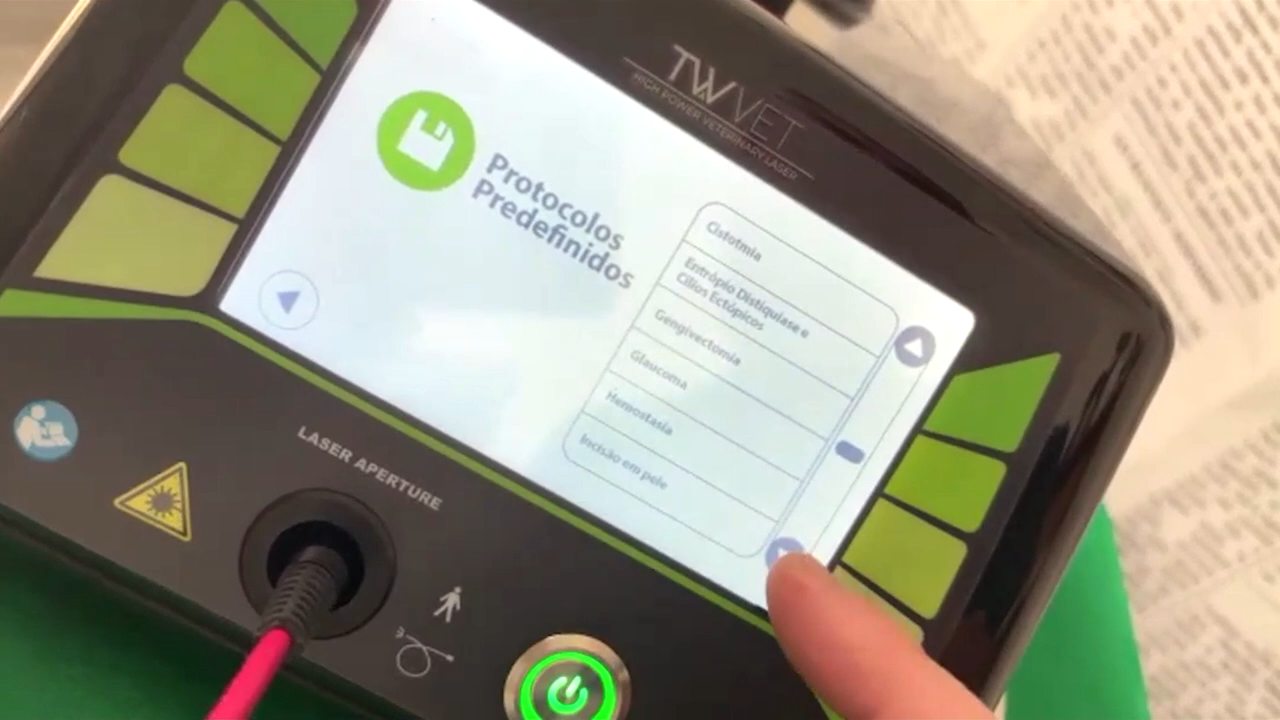 TWVET
HIGH POWER VETERINARY LASER
Protocolos
Predefinidos
Cistotmia
Entrópio Distiquiase e
Cílios Ectópicos
Gengivectomia
Glaucoma
Hemostasia
Incisão em pele
LASER APERTURE